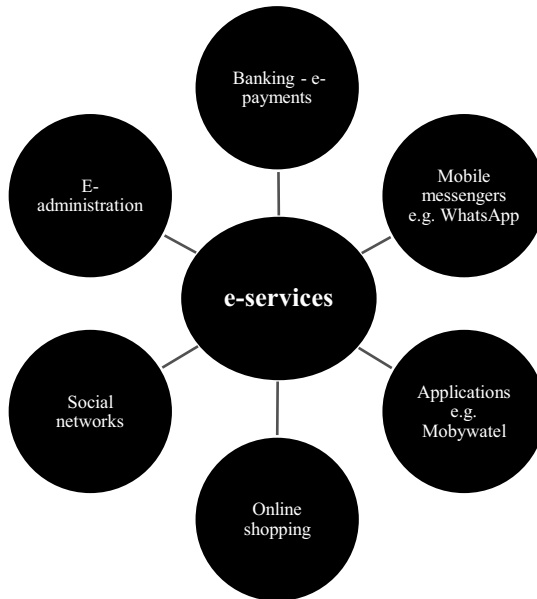 Banking - e-
payments
E-
administration
Mobile
messengers
e.g. WhatsApp
e-services
Social
networks
Applications
e.g.
Mobywatel
Online
shopping